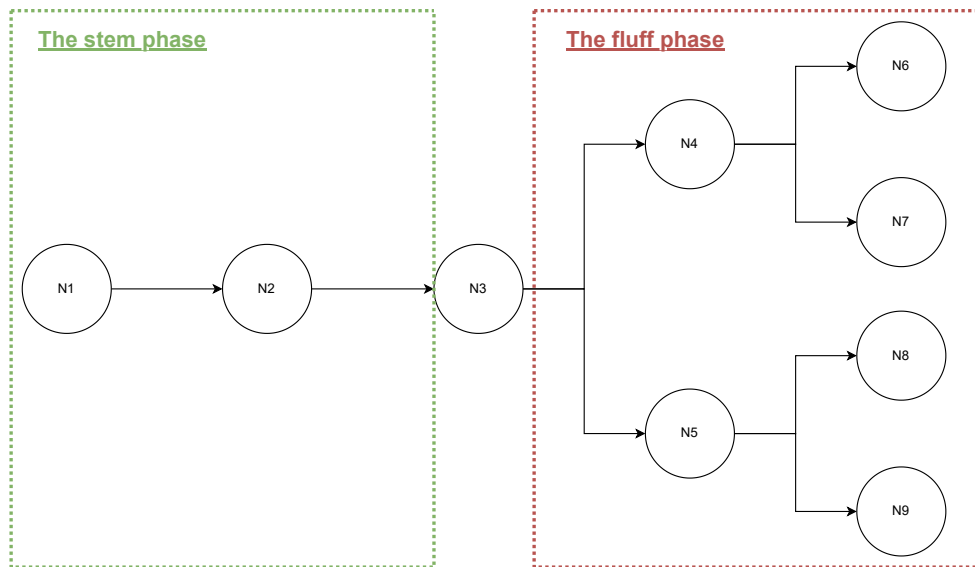 The stem phase
The fluff phase
N6
N4
N7
N1
N2
N3
N8
N5
N9